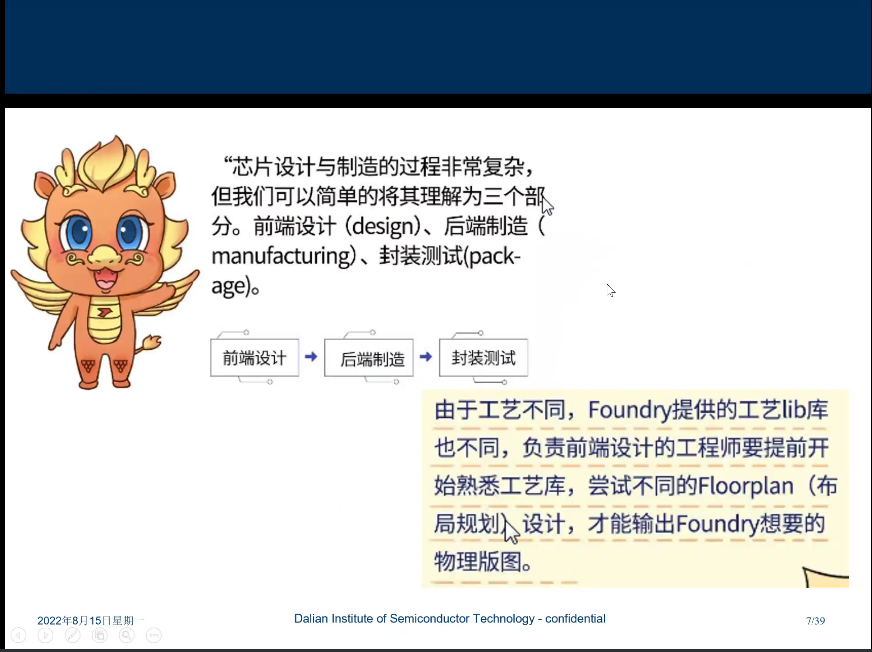 “芯片设计与制造的过程非常复杂，
但我们可以简单的将其理解为三个部
分。前端设计（design）、后端制造（
manufacturing）、封装测试(pack-
age)。
前端设计
后端制造
封装测试
由于工艺不同，Foundry提供的工艺lib库
也不同，负责前端设计的工程师要提前开
始熟悉工艺库，尝试不同的Floorplan（布
局规划）设计，才能输出Foundry想要的
物理版图。
2022年8月15日星期一
Dalian Institute of Semiconductor Technology - confidential
7/39